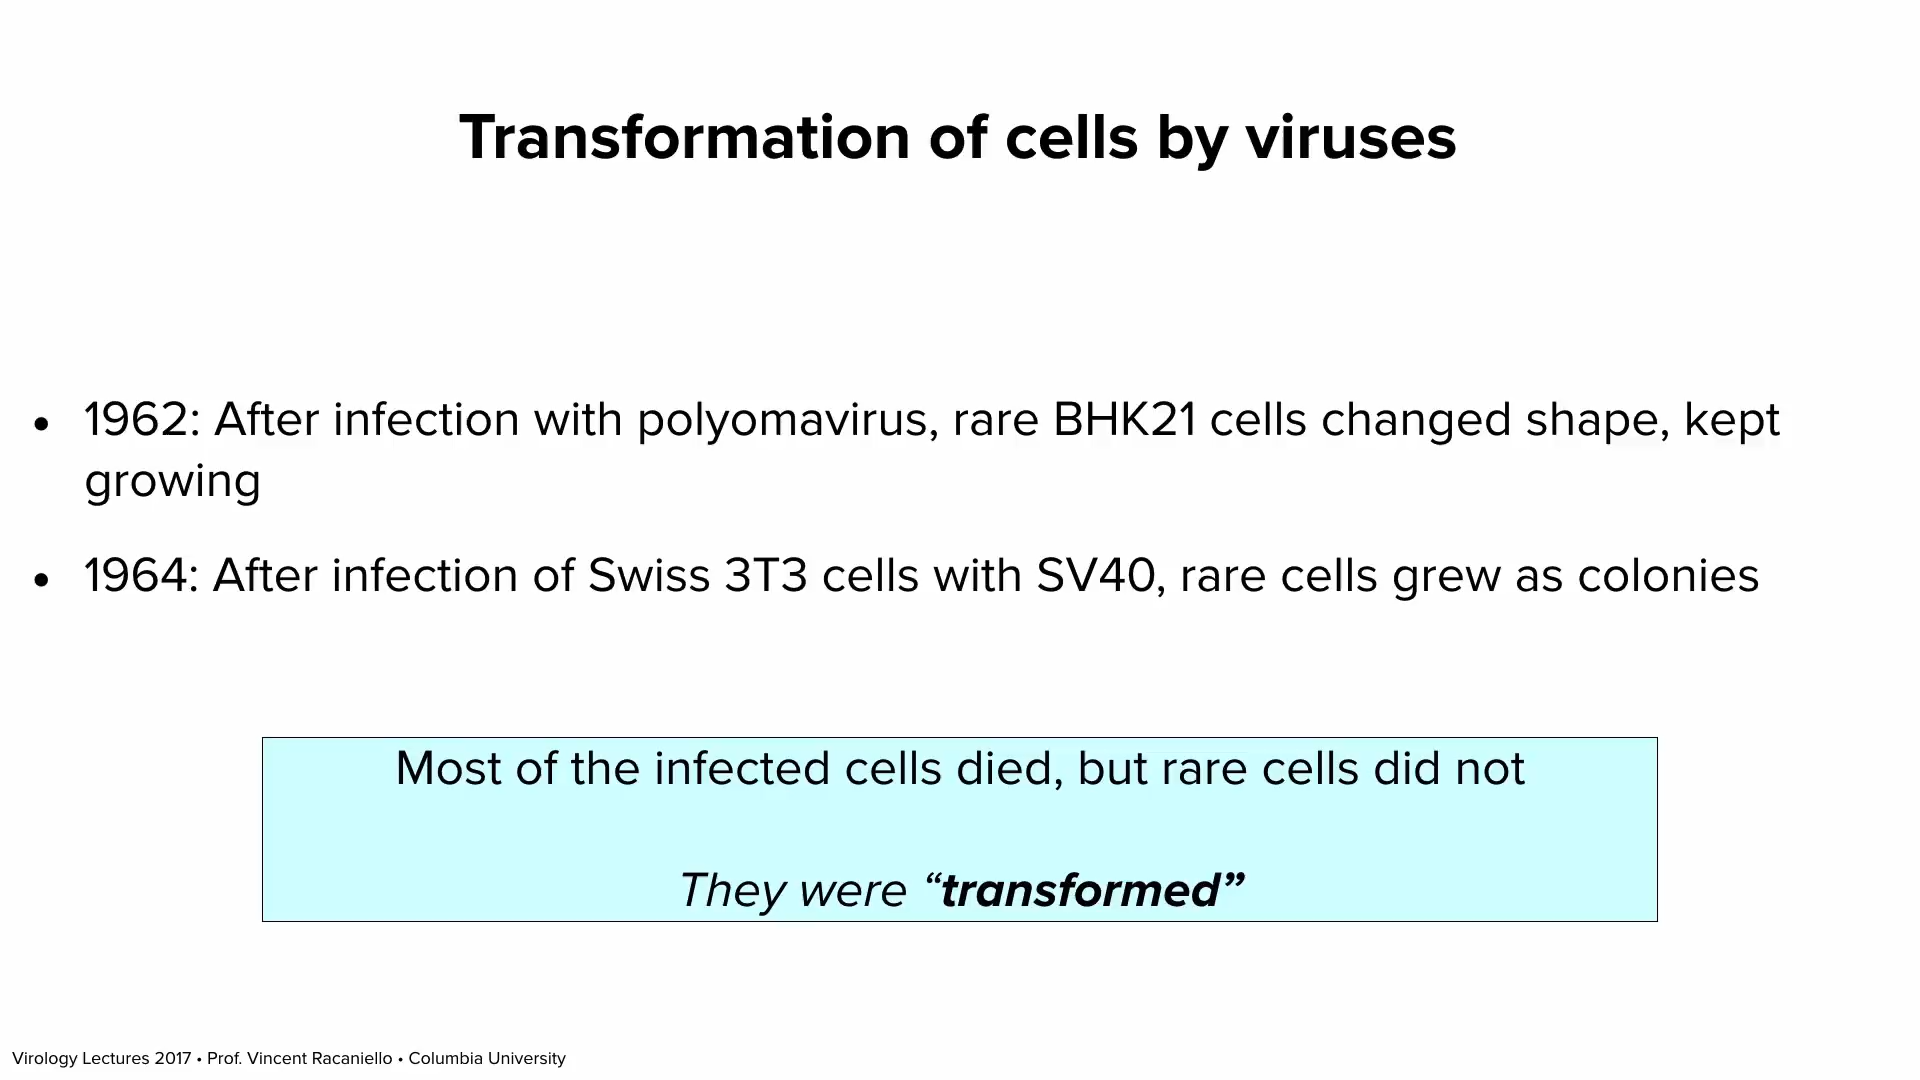 Transformation of cells by viruses
• 1962: After infection with polyomavirus, rare BHK21 cells changed shape, kept
growing
• 1964: After infection of Swiss 3T3 cells with SV40, rare cells grew as colonies
Most of the infected cells died, but rare cells did not
They were “transformed”
Virology Lectures 2017 • Prof. Vincent Racaniello • Columbia University